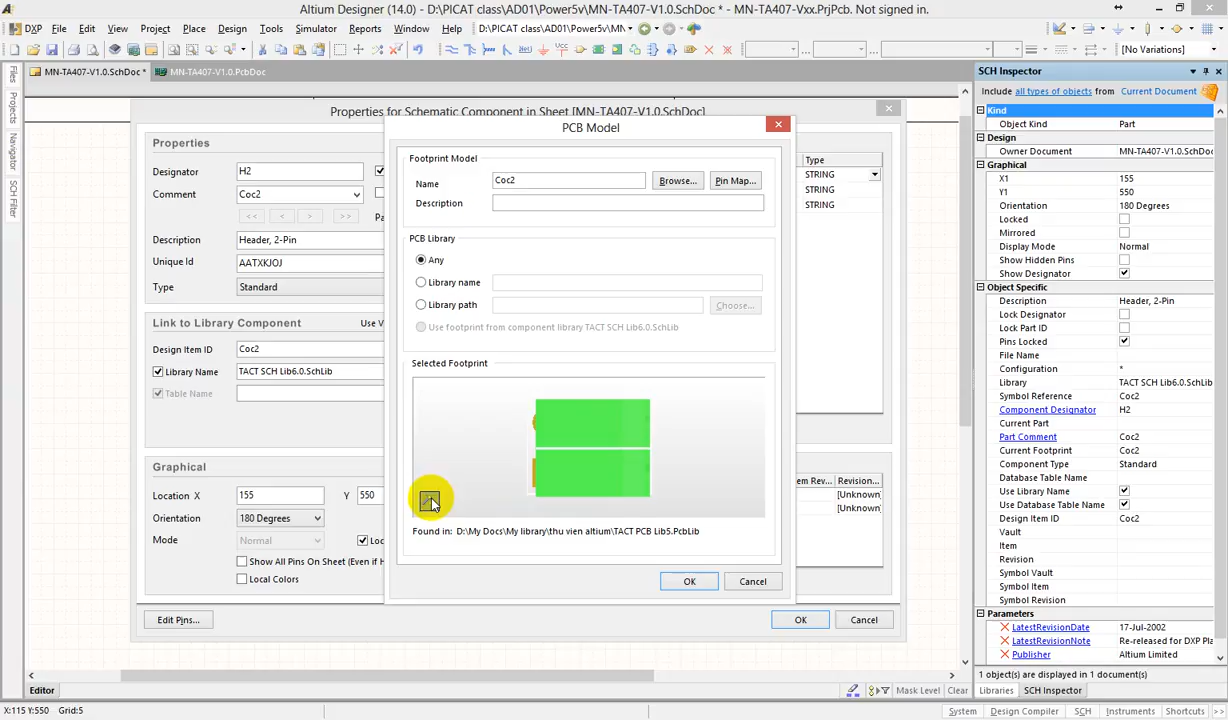 Altium Designer (14.0) - D:\PICAT\AD01\Power5v\MN-TA407-V1.0.SchDoc * - MN-TA407-Vxx.PrjPcb. Not signed in.
DXP File Edit View Project Place Design Tools Simulator Reports Window Help D:\PICAT\AD01\Power5v\MN
[No Variations]
MN-TA407-V1.0.SchDoc * MN-TA407-V1.0.PcbDoc
Files
Projects
Navigator
SCH Filter
Properties for Schematic Component in Sheet [MN-TA407-V1.0.SchDoc]
Properties
Designator H2
Comment Coc2
<< < > >> Pa
Description Header, 2-Pin
Unique Id AATXKJOJ
Type Standard
Link to Library Component Use V
Design Item ID Coc2
Library Name TACT SCH Lib6.0.SchLib
Table Name
Graphical
Location X 155 Y 550
Orientation 180 Degrees
Mode Normal Loc
Show All Pins On Sheet (Even if H
Local Colors
Edit Pins... OK Cancel
Type
STRING
STRING
STRING
em Rev... Revision...
[Unknown]
[Unknown]
PCB Model
Footprint Model
Name Coc2 Browse... Pin Map...
Description
PCB Library
Any
Library name
Library path Choose...
Use footprint from component library TACT SCH Lib6.0.SchLib
Selected Footprint
Found in: D:\My Docs\My library\thu vien altium\TACT PCB Lib5.PcbLib
OK Cancel
SCH Inspector
Include all types of objects from Current Document
Kind
Object Kind Part
Design
Owner Document MN-TA407-V1.0.SchDoc
Graphical
X1 155
Y1 550
Orientation 180 Degrees
Locked
Mirrored
Display Mode Normal
Show Hidden Pins
Show Designator
Object Specific
Description Header, 2-Pin
Lock Designator
Lock Part ID
Pins Locked
File Name
Configuration *
Library TACT SCH Lib6.0.SchLib
Symbol Reference Coc2
Component Designator H2
Current Part
Part Comment Coc2
Current Footprint Coc2
Component Type Standard
Database Table Name
Use Library Name
Use Database Table Name
Design Item ID Coc2
Vault
Item
Revision
Symbol Vault
Symbol Item
Symbol Revision
Parameters
LatestRevisionDate 17-Jul-2002
LatestRevisionNote Re-released for DXP Pla
Publisher Altium Limited
1 object(s) are displayed in 1 document(s)
Editor Mask Level Clear Libraries SCH Inspector
X:115 Y:550 Grid:5 System Design Compiler SCH Instruments Shortcuts >>